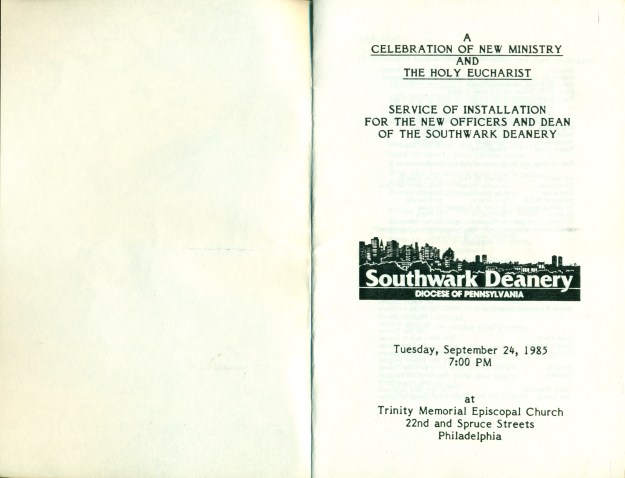 A
CELEBRATION OF NEW MINISTRY
AND
THE HOLY EUCHARIST
SERVICE OF INSTALLATION
FOR THE NEW OFFICERS AND DEAN
OF THE SOUTHWARK DEANERY
Southwark Deanery
DIOCESE OF PENNSYLVANIA
Tuesday, September 24, 1985
7:00 PM
at
Trinity Memorial Episcopal Church
22nd and Spruce Streets
Philadelphia